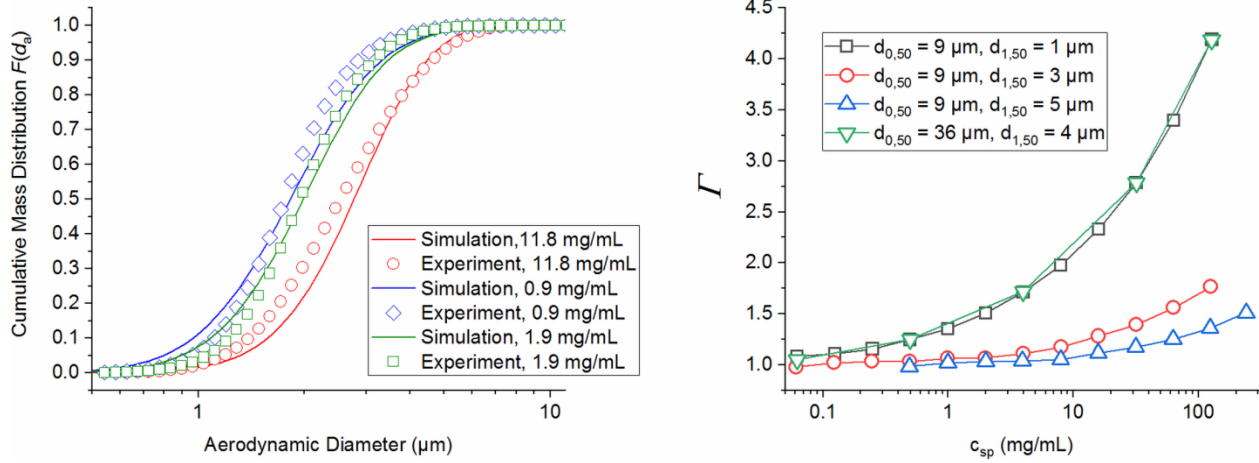 Cumulative Mass Distribution F(dₐ)
1.0
0.9
0.8
0.7
0.6
0.5
0.4
0.3
0.2
0.1
0.0
Simulation,11.8 mg/mL
Experiment, 11.8 mg/mL
Simulation, 0.9 mg/mL
Experiment, 0.9 mg/mL
Simulation, 1.9 mg/mL
Experiment, 1.9 mg/mL
1 10
Aerodynamic Diameter (µm)
Γ
4.5
4.0
3.5
3.0
2.5
2.0
1.5
1.0
d0,50 = 9 µm, d1,50 = 1 µm
d0,50 = 9 µm, d1,50 = 3 µm
d0,50 = 9 µm, d1,50 = 5 µm
d0,50 = 36 µm, d1,50 = 4 µm
0.1 1 10 100
csp (mg/mL)